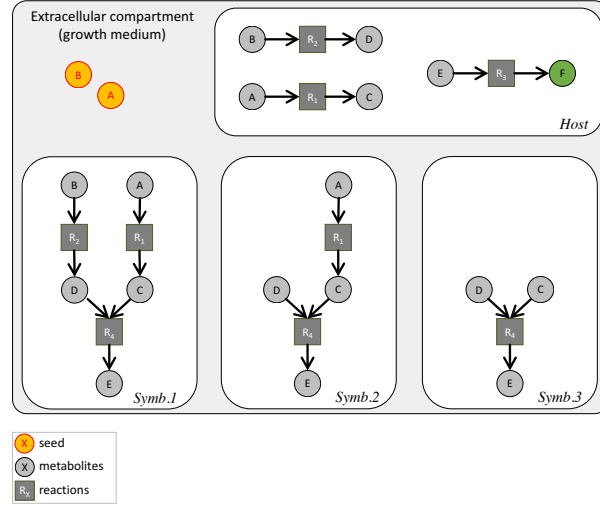 Extracellular compartment
(growth medium)
B
A
B R2 D
A R1 C
E R3 F
Host
B A
R2 R1
D C
R4
E
Symb.1
A
R1
D C
R4
E
Symb.2
D C
R4
E
Symb.3
X seed
X metabolites
Rx reactions